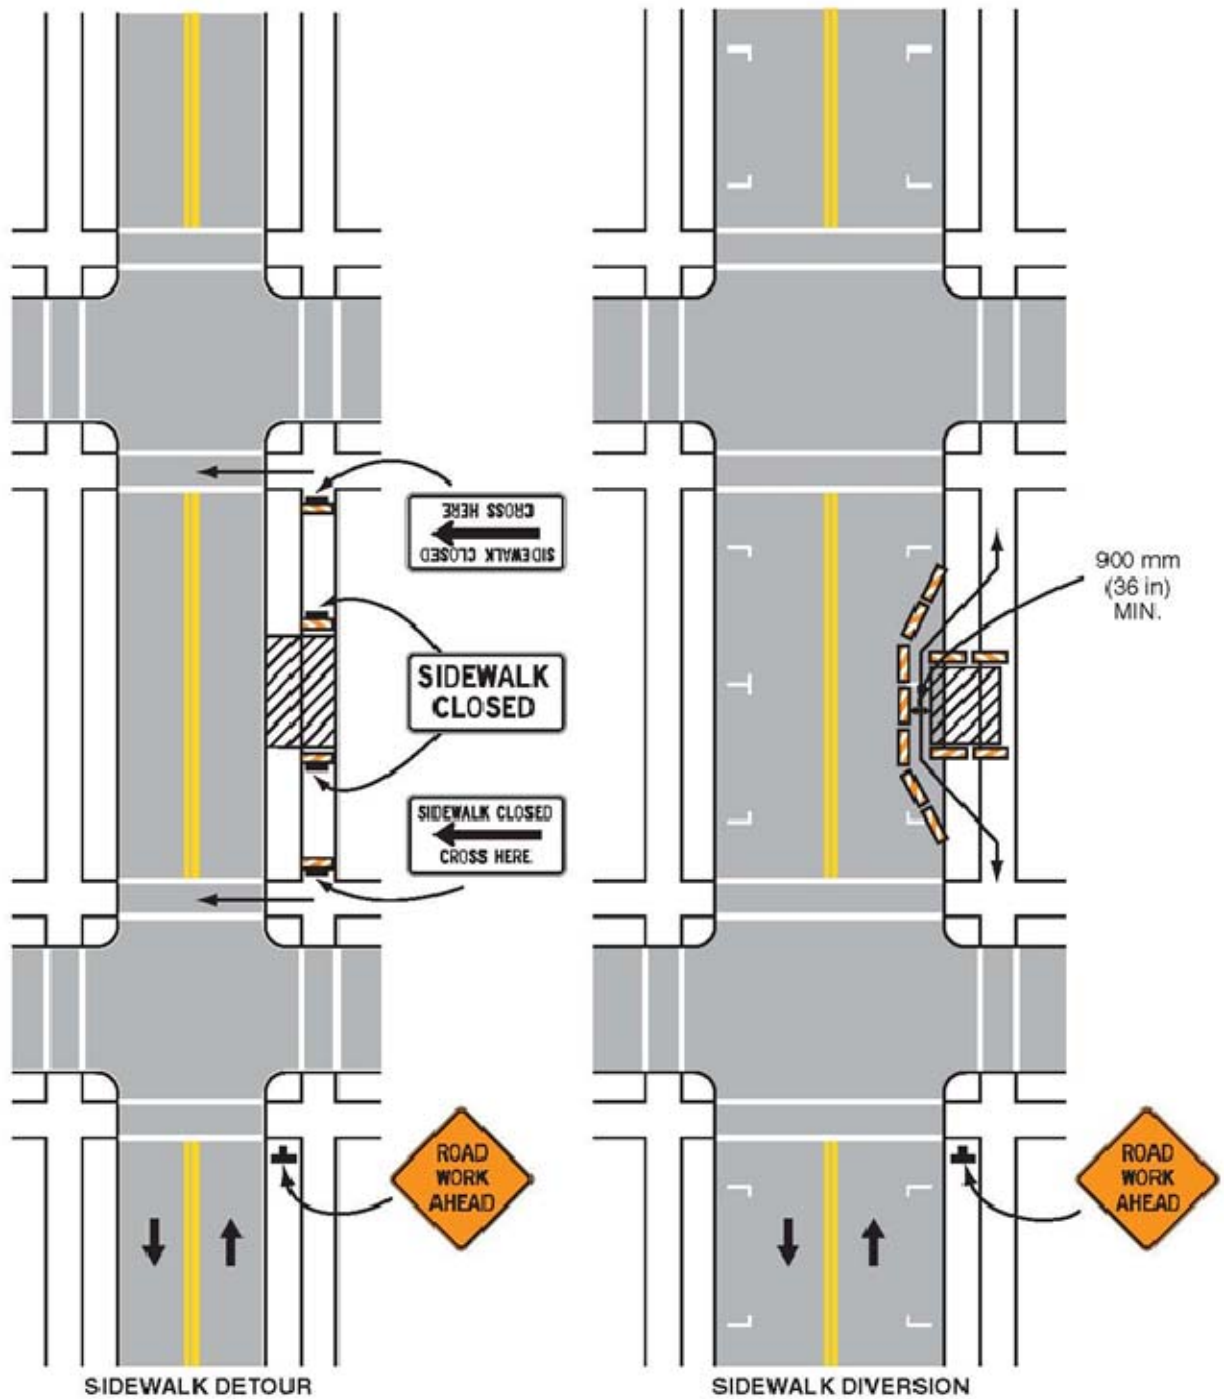 CROSS HERE
SIDEWALK CLOSED
SIDEWALK
CLOSED
SIDEWALK CLOSED
CROSS HERE.
ROAD
WORK
AHEAD
SIDEWALK DETOUR
900 mm
(36 in)
MIN.
ROAD
WORK
AHEAD
SIDEWALK DIVERSION